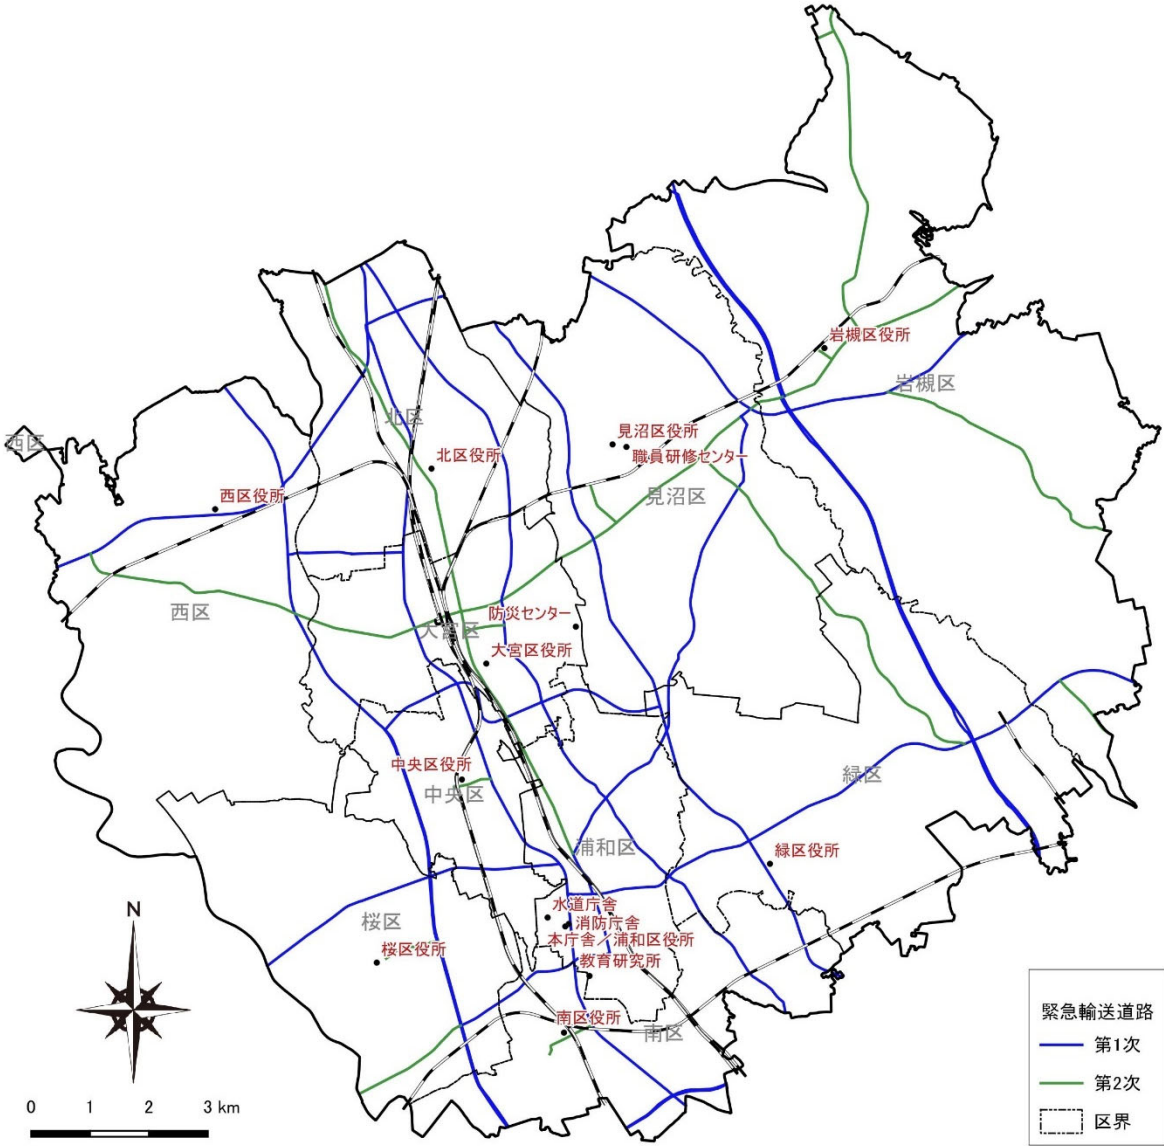 岩槻区役所
岩槻区
北区
見沼区役所
西区
北区役所
職員研修センター
西区役所
見沼区
西区
防災センター
大宮区
大宮区役所
中央区役所
中央区
緑区
浦和区
緑区役所
水道庁舎
桜区
消防庁舎
本庁舎／浦和区役所
桜区役所
教育研究所
N
南区役所
南区
緊急輸送道路
第1次
第2次
区界
0 1 2 3 km